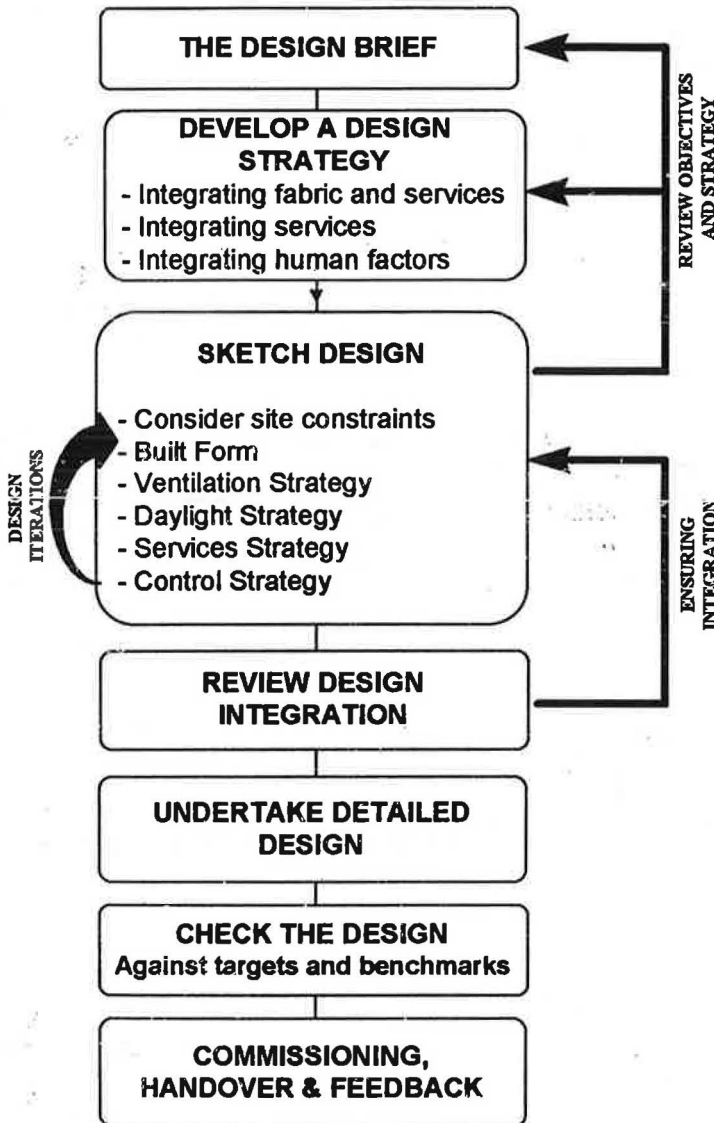 THE DESIGN BRIEF
DEVELOP A DESIGN
STRATEGY
- Integrating fabric and services
- Integrating services
- Integrating human factors
REVIEW OBJECTIVES
AND STRATEGY
SKETCH DESIGN
- Consider site constraints
- Built Form
- Ventilation Strategy
- Daylight Strategy
- Services Strategy
- Control Strategy
DESIGN
ITERATIONS
ENSURING
INTEGRATION
REVIEW DESIGN
INTEGRATION
UNDERTAKE DETAILED
DESIGN
CHECK THE DESIGN
Against targets and benchmarks
COMMISSIONING,
HANDOVER & FEEDBACK